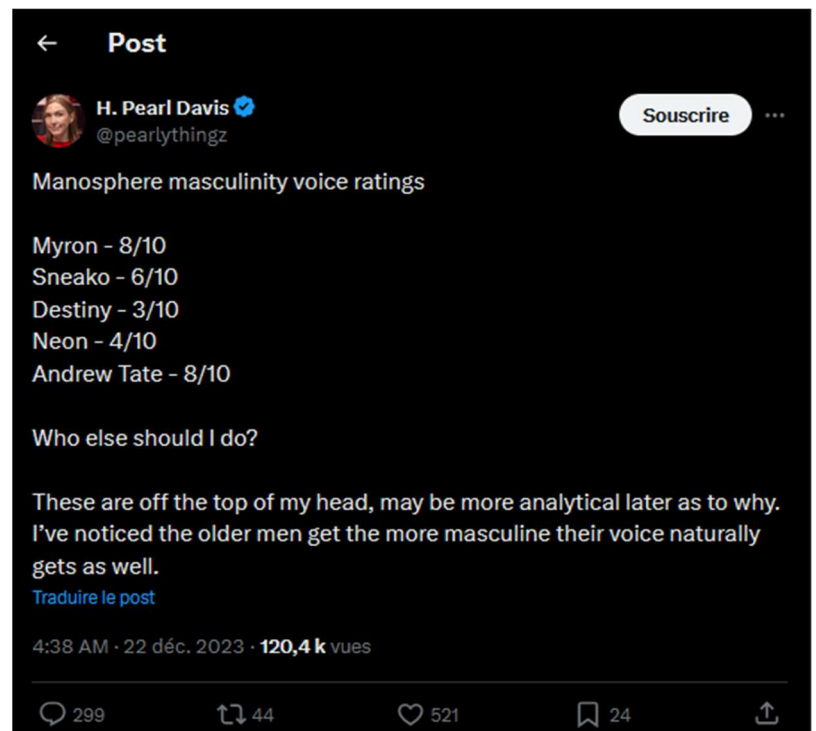 Post
H. Pearl Davis
@pearlythingz
Souscrire
Manosphere masculinity voice ratings
Myron - 8/10
Sneako - 6/10
Destiny - 3/10
Neon - 4/10
Andrew Tate - 8/10
Who else should I do?
These are off the top of my head, may be more analytical later as to why.
I’ve noticed the older men get the more masculine their voice naturally
gets as well.
Traduire le post
4:38 AM · 22 déc. 2023 · 120,4 k vues
299 44 521 24